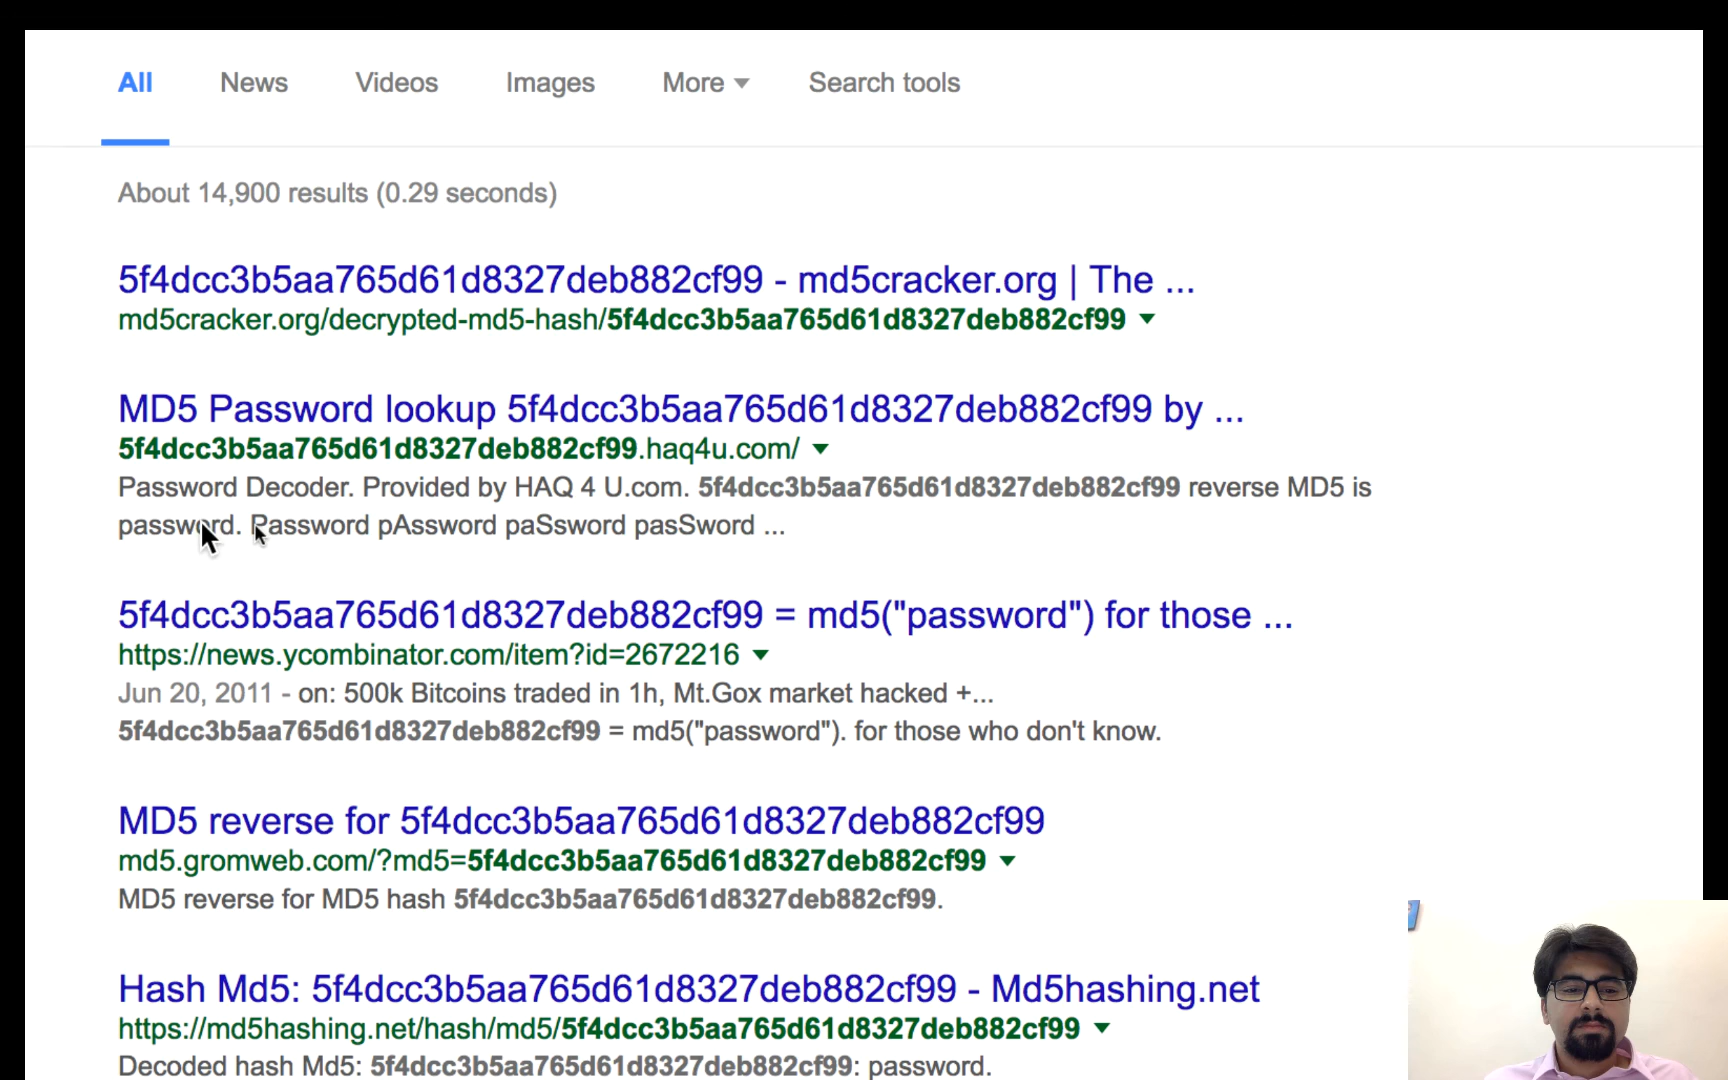 All News Videos Images More Search tools
About 14,900 results (0.29 seconds)
5f4dcc3b5aa765d61d8327deb882cf99 - md5cracker.org | The ...
md5cracker.org/decrypted-md5-hash/5f4dcc3b5aa765d61d8327deb882cf99
MD5 Password lookup 5f4dcc3b5aa765d61d8327deb882cf99 by ...
5f4dcc3b5aa765d61d8327deb882cf99.haq4u.com/
Password Decoder. Provided by HAQ 4 U.com. 5f4dcc3b5aa765d61d8327deb882cf99 reverse MD5 is
password. Password pAssword paSsword pasSword ...
5f4dcc3b5aa765d61d8327deb882cf99 = md5("password") for those ...
https://news.ycombinator.com/item?id=2672216
Jun 20, 2011 - on: 500k Bitcoins traded in 1h, Mt.Gox market hacked +...
5f4dcc3b5aa765d61d8327deb882cf99 = md5("password"). for those who don't know.
MD5 reverse for 5f4dcc3b5aa765d61d8327deb882cf99
md5.gromweb.com/?md5=5f4dcc3b5aa765d61d8327deb882cf99
MD5 reverse for MD5 hash 5f4dcc3b5aa765d61d8327deb882cf99.
Hash Md5: 5f4dcc3b5aa765d61d8327deb882cf99 - Md5hashing.net
https://md5hashing.net/hash/md5/5f4dcc3b5aa765d61d8327deb882cf99
Decoded hash Md5: 5f4dcc3b5aa765d61d8327deb882cf99: password.